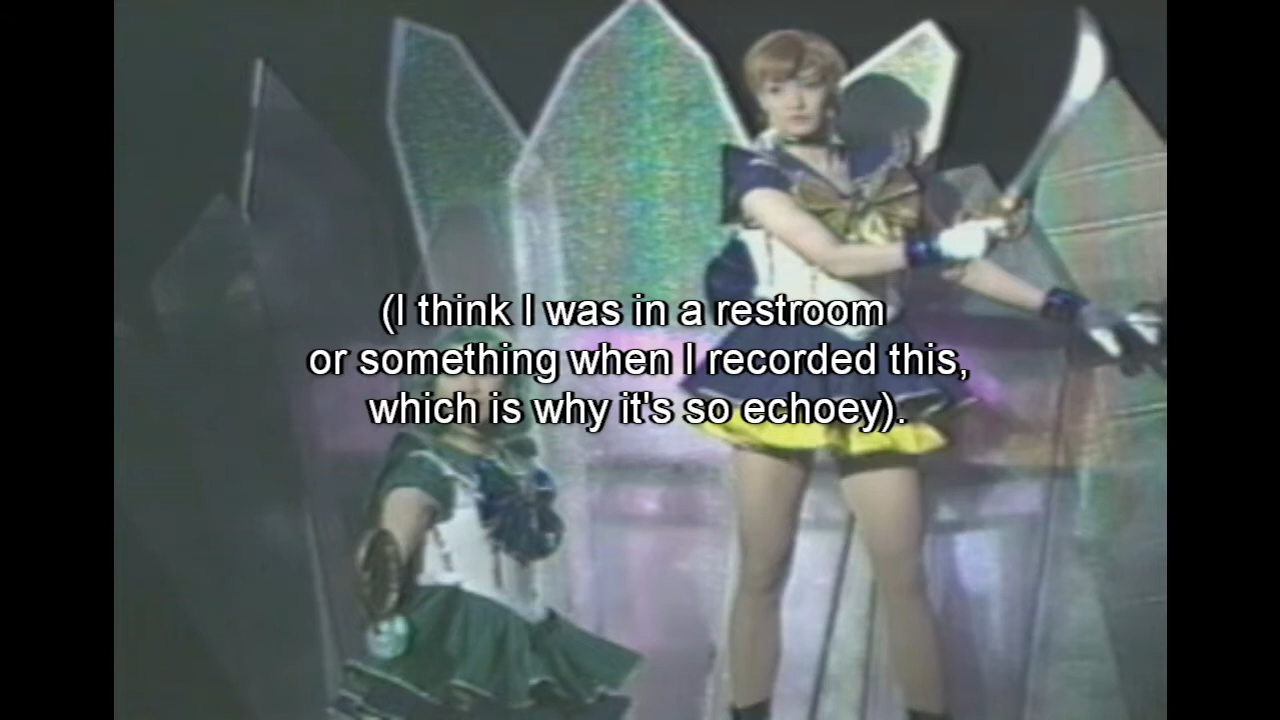 (I think I was in a restroom
or something when I recorded this,
which is why it's so echoey).